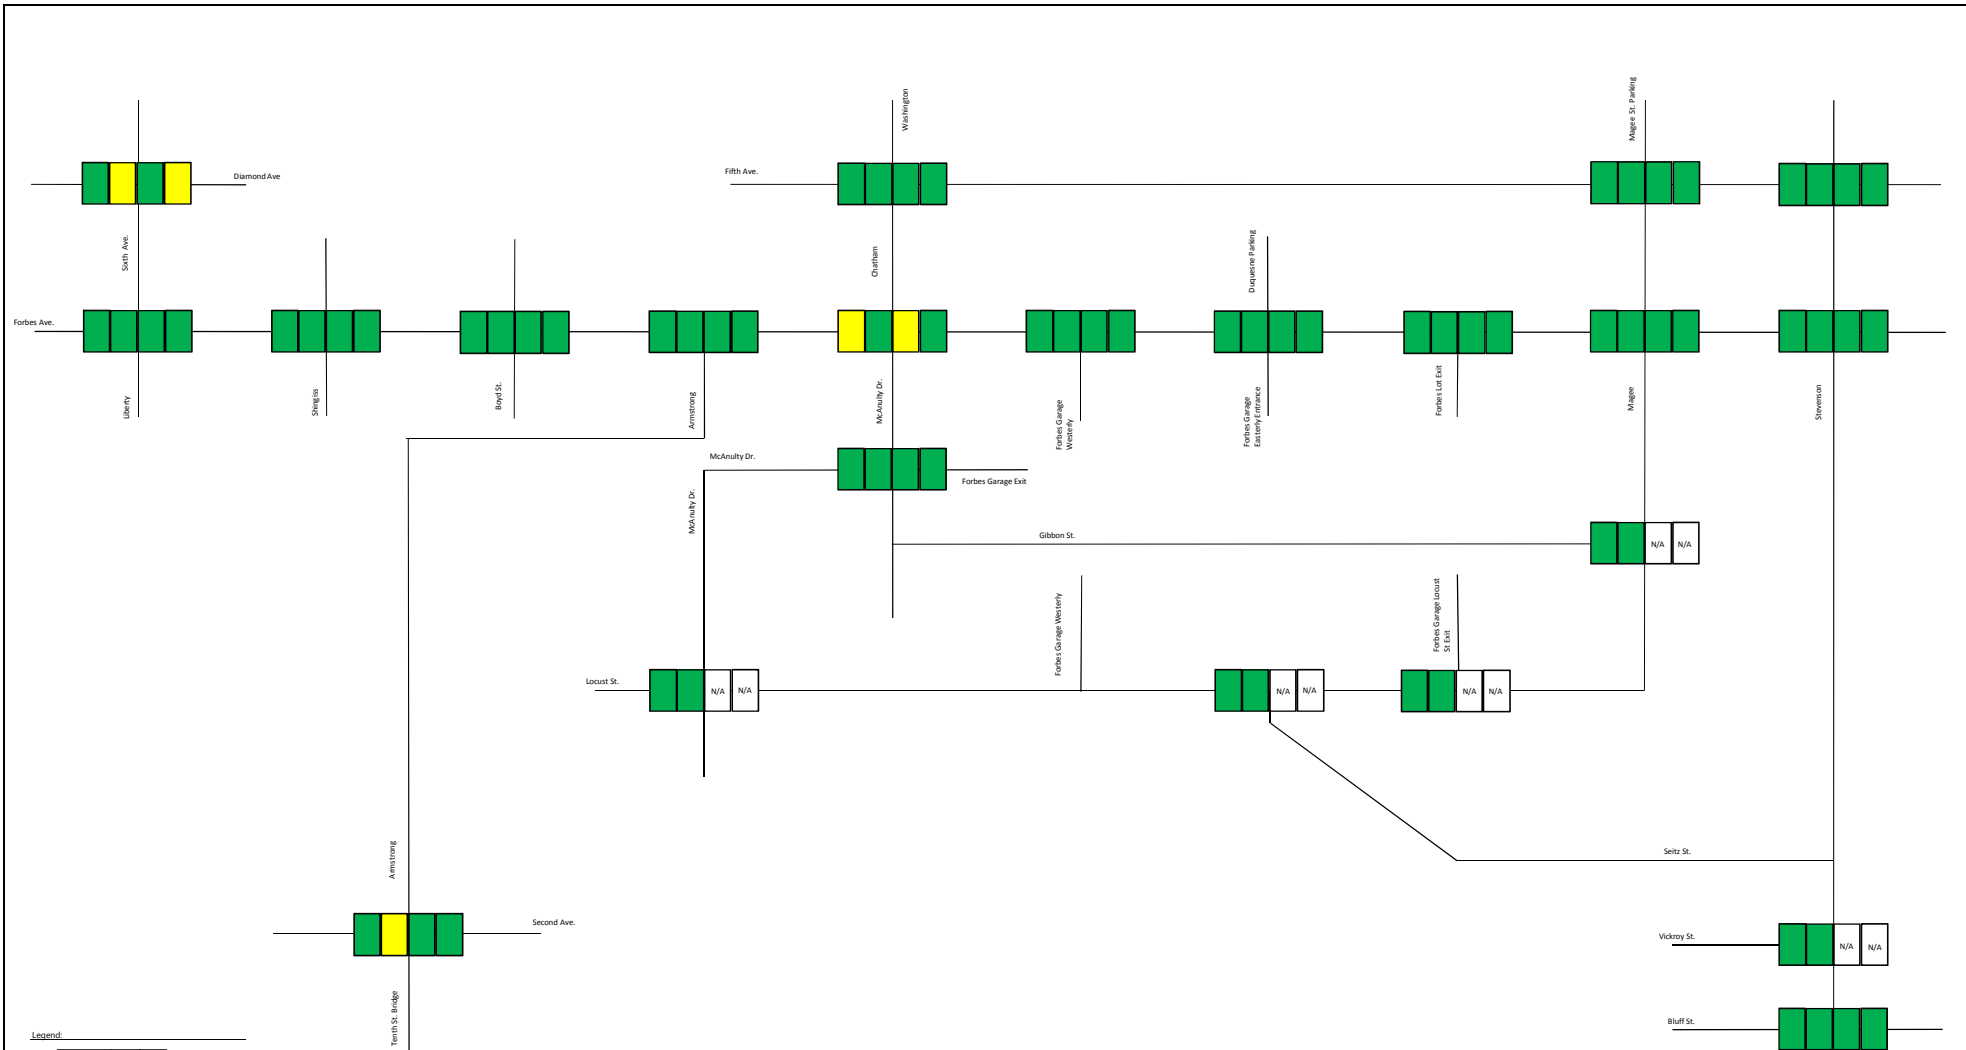 Washington
Magee St. Parking
Diamond Ave
Fifth Ave.
Sixth Ave.
Chatham
Duquesne Parking
Forbes Ave.
Liberty
Shingiss
Boyd St.
Armstrong
McAnulty Dr.
Forbes Garage
Westerly
Forbes Garage
Easterly Entrance
Forbes Lot Exit
Magee
Stevenson
McAnulty Dr.
Forbes Garage Exit
McAnulty Dr.
Gibbon St.
N/A N/A
Forbes Garage Westerly
Forbes Garage Locust
St Exit
Locust St.
N/A N/A
N/A N/A
N/A N/A
Seitz St.
Armstrong
Second Ave.
Vickroy St.
N/A N/A
Tenth St. Bridge
Bluff St.
Legend: